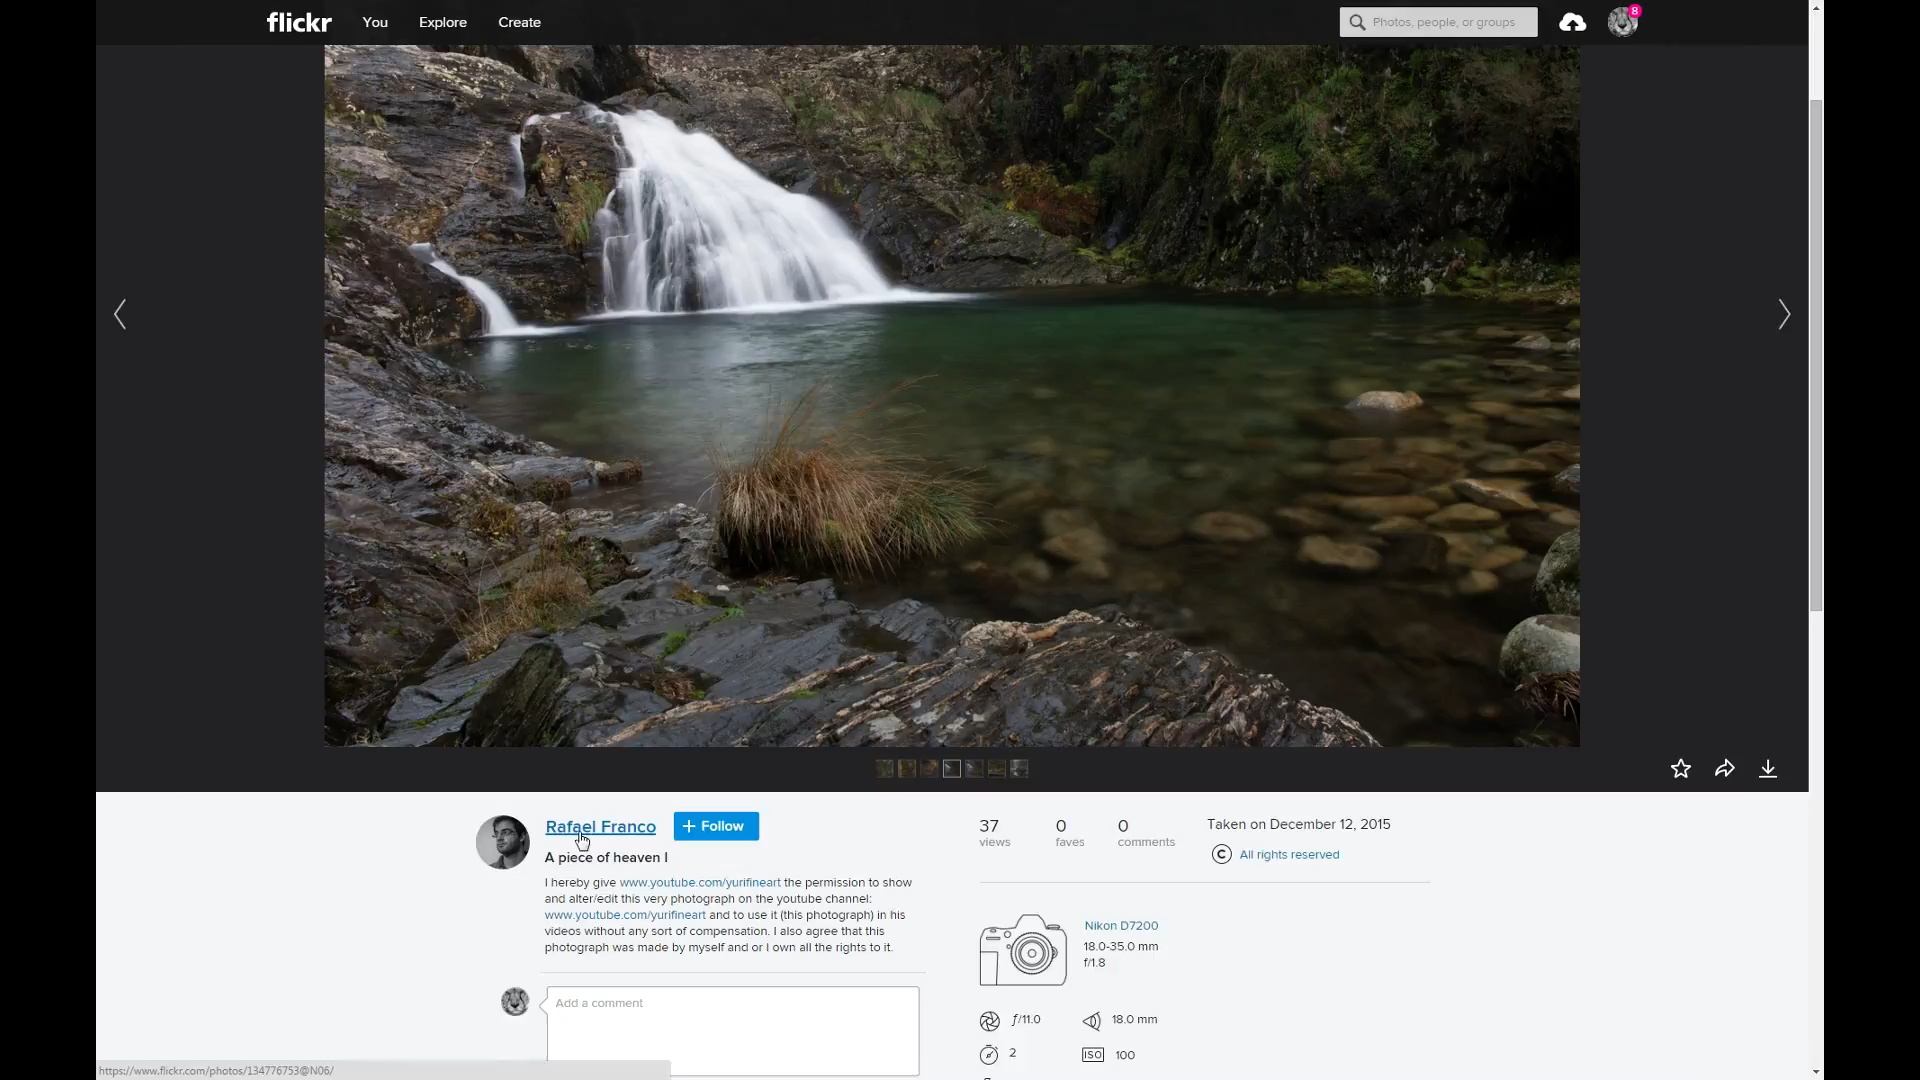 flickr You Explore Create Photos, people, or groups 8
Rafael Franco + Follow
A piece of heaven I
I hereby give www.youtube.com/yurifineart the permission to show
and alter/edit this very photograph on the youtube channel:
www.youtube.com/yurifineart and to use it (this photograph) in his
videos without any sort of compensation. I also agree that this
photograph was made by myself and or I own all the rights to it.
Add a comment
37 0 0
views faves comments
Taken on December 12, 2015
C All rights reserved
Nikon D7200
18.0-35.0 mm
f/1.8
ƒ/11.0 18.0 mm
2 ISO 100
https://www.flickr.com/photos/134776753@N06/